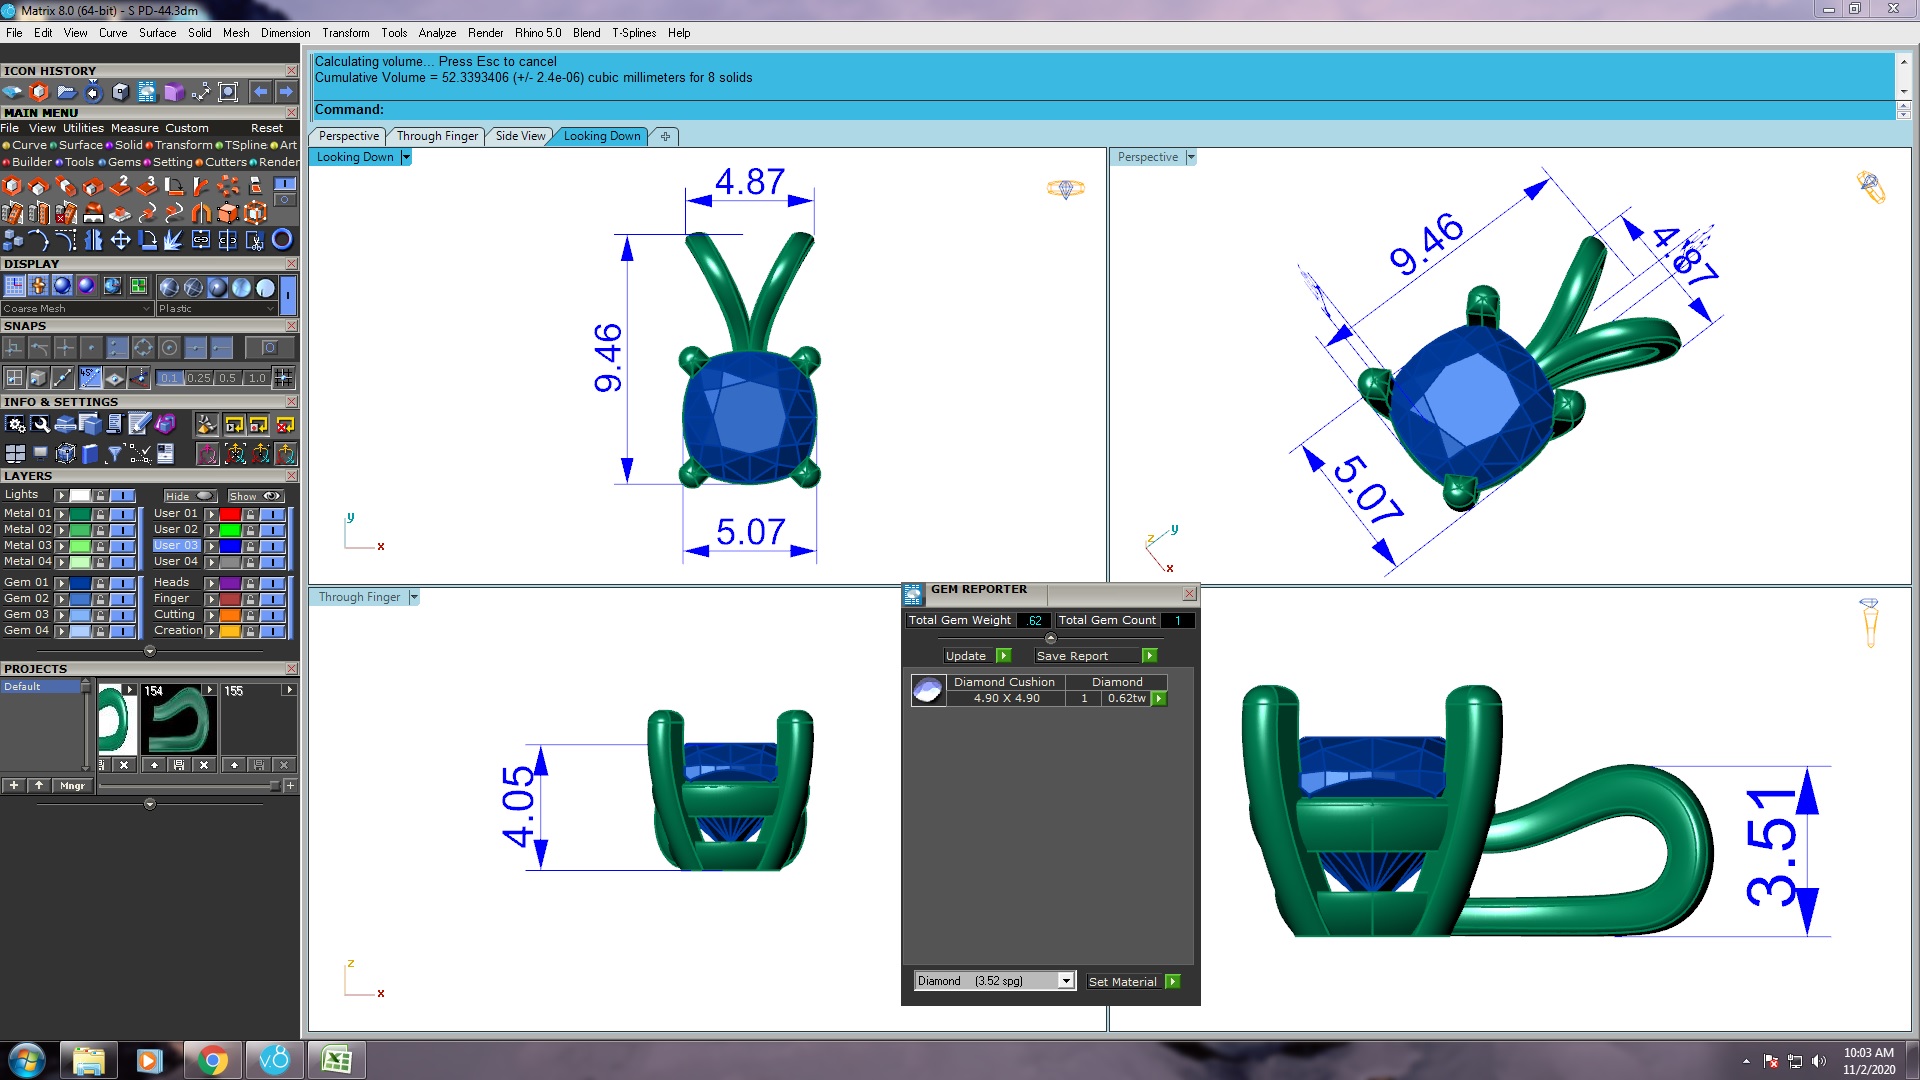 Matrix 8.0 (64-bit) - S PD-44.3dm
File Edit View Curve Surface Solid Mesh Dimension Transform Tools Analyze Render Rhino 5.0 Blend T-Splines Help
Calculating volume... Press Esc to cancel
Cumulative Volume = 52.3393406 (+/- 2.4e-06) cubic millimeters for 8 solids
Command:
ICON HISTORY
MAIN MENU
File View Utilities Measure Custom Reset
Curve Surface Solid Transform TSpline Art
Builder Tools Gems Setting Cutters Render
2 3
DISPLAY
Coarse Mesh Plastic
SNAPS
45° 0.1 0.25 0.5 1.0
INFO & SETTINGS
LAYERS
Lights Hide Show
Metal 01 User 01
Metal 02 User 02
Metal 03 User 03
Metal 04 User 04
Gem 01 Heads
Gem 02 Finger
Gem 03 Cutting
Gem 04 Creation
PROJECTS
Default 154 155
Mngr
Perspective Through Finger Side View Looking Down
Looking Down
4.87
9.46
5.07
y
x
Perspective
9.46
4.87
5.07
y
z
x
Through Finger
4.05
z
x
3.51
GEM REPORTER
Total Gem Weight .62 Total Gem Count 1
Update Save Report
Diamond Cushion Diamond
4.90 X 4.90 1 0.62tw
Diamond (3.52 spg) Set Material
v8
10:03 AM
11/2/2020